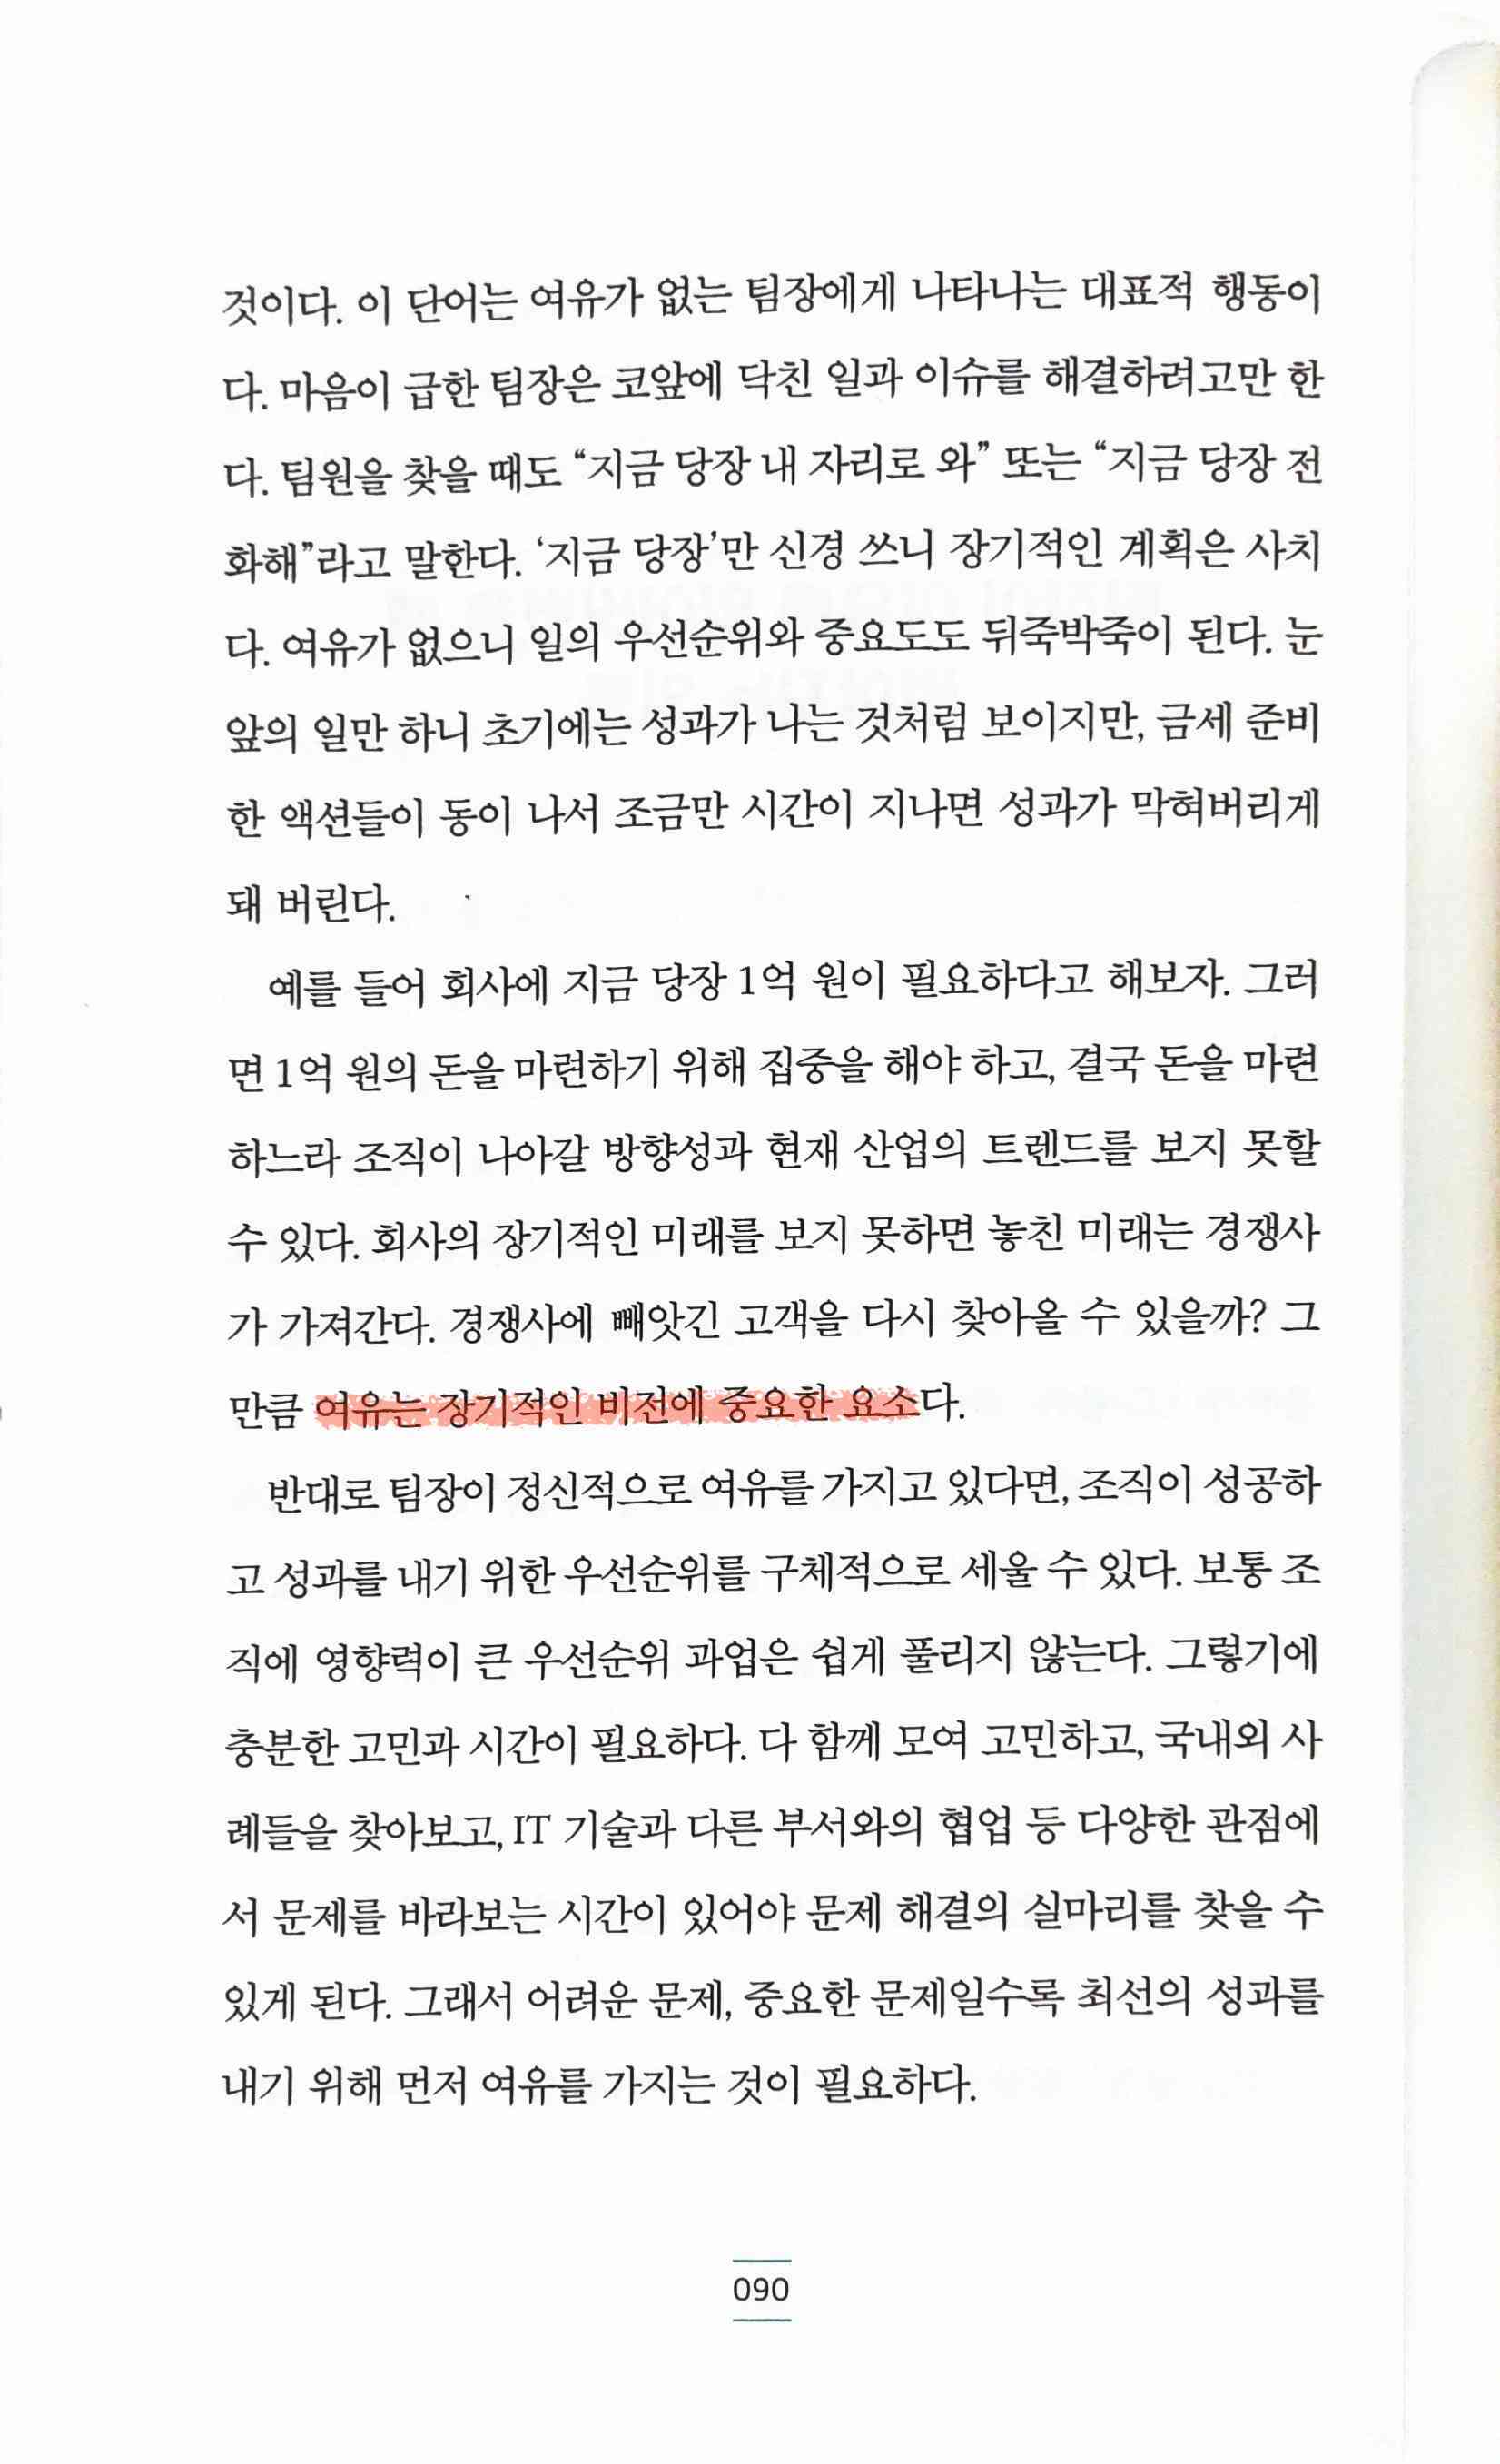 것이다. 이 단어는 여유가 없는 팀장에게 나타나는 대표적 행동이
다. 마음이 급한 팀장은 코앞에 닥친 일과 이슈를 해결하려고만 한
다. 팀원을 찾을 때도 “지금 당장 내 자리로 와” 또는 “지금 당장 전
화해”라고 말한다. ‘지금 당장’만 신경 쓰니 장기적인 계획은 사치
다. 여유가 없으니 일의 우선순위와 중요도도 뒤죽박죽이 된다. 눈
앞의 일만 하니 초기에는 성과가 나는 것처럼 보이지만, 금세 준비
한 액션들이 동이 나서 조금만 시간이 지나면 성과가 막혀버리게
돼 버린다.
예를 들어 회사에 지금 당장 1억 원이 필요하다고 해보자. 그러
면 1억 원의 돈을 마련하기 위해 집중을 해야 하고, 결국 돈을 마련
하느라 조직이 나아갈 방향성과 현재 산업의 트렌드를 보지 못할
수 있다. 회사의 장기적인 미래를 보지 못하면 놓친 미래는 경쟁사
가 가져간다. 경쟁사에 빼앗긴 고객을 다시 찾아올 수 있을까? 그
만큼 여유는 장기적인 비전에 중요한 요소다.
반대로 팀장이 정신적으로 여유를 가지고 있다면, 조직이 성공하
고 성과를 내기 위한 우선순위를 구체적으로 세울 수 있다. 보통 조
직에 영향력이 큰 우선순위 과업은 쉽게 풀리지 않는다. 그렇기에
충분한 고민과 시간이 필요하다. 다 함께 모여 고민하고, 국내외 사
례들을 찾아보고, IT 기술과 다른 부서와의 협업 등 다양한 관점에
서 문제를 바라보는 시간이 있어야 문제 해결의 실마리를 찾을 수
있게 된다. 그래서 어려운 문제, 중요한 문제일수록 최선의 성과를
내기 위해 먼저 여유를 가지는 것이 필요하다.
090